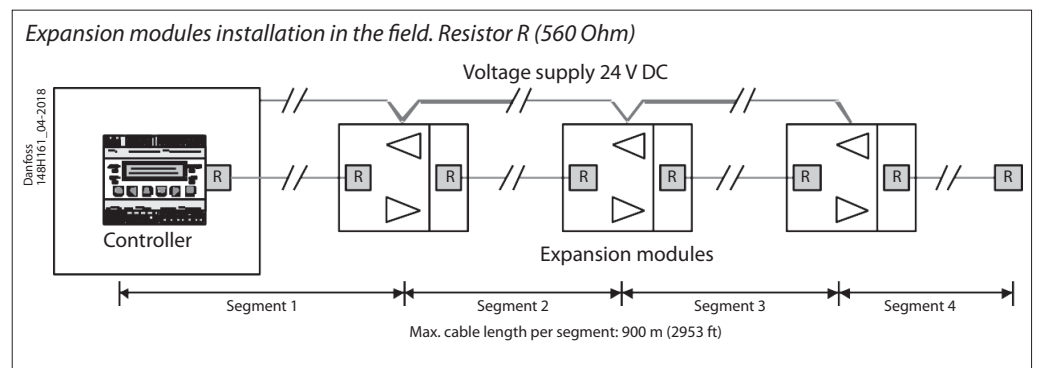 Expansion modules installation in the field. Resistor R (560 Ohm)
Voltage supply 24 V DC
Danfoss
148H161_04-2018
R
R
R
R
R
R
R
R
Controller
Expansion modules
Segment 1
Segment 2
Segment 3
Segment 4
Max. cable length per segment: 900 m (2953 ft)